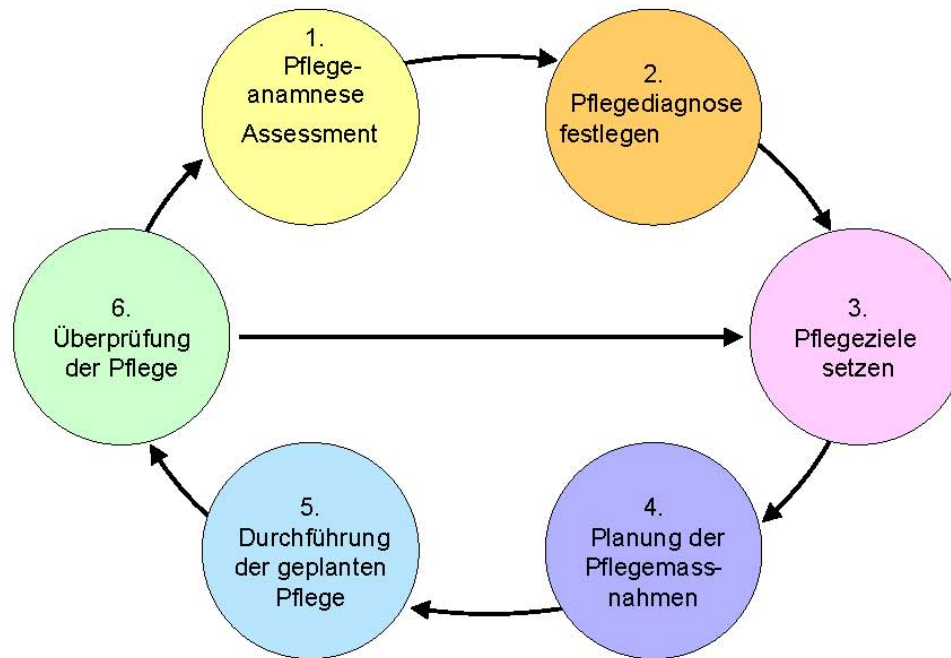 1.
Pflege-
anamnese
Assessment
2.
Pflegediagnose
festlegen
3.
Pflegeziele
setzen
4.
Planung der
Pflegemass-
nahmen
5.
Durchführung
der geplanten
Pflege
6.
Überprüfung
der Pflege